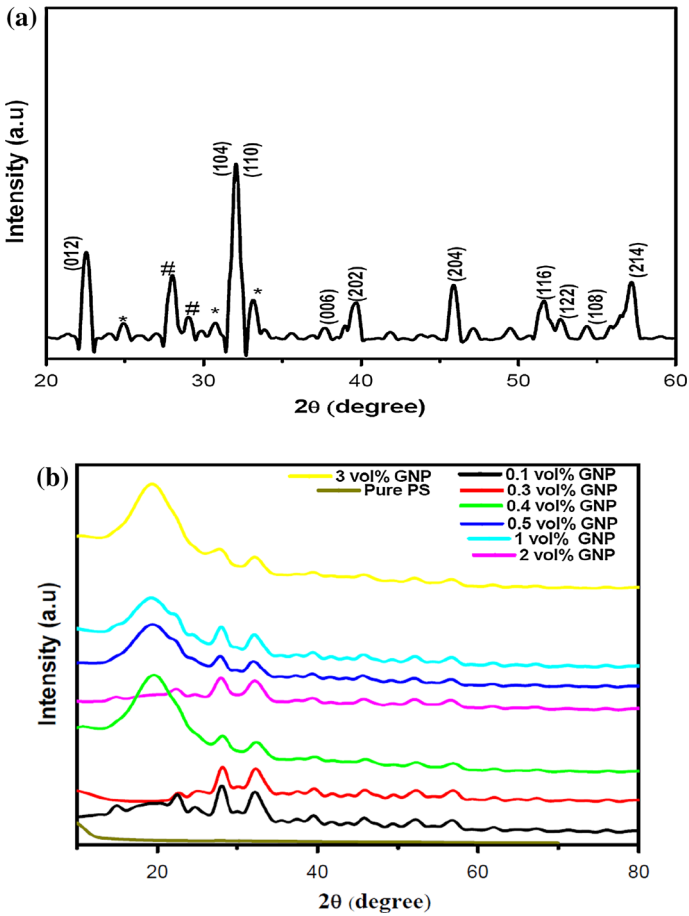 (a)
Intensity (a.u)
(012)
#
*
#
*
(104)
(110)
*
(006)
(202)
(204)
(116)
(122)
(108)
(214)
20 30 40 50 60
2θ (degree)
(b)
Intensity (a.u)
3 vol% GNP
Pure PS
0.1 vol% GNP
0.3 vol% GNP
0.4 vol% GNP
0.5 vol% GNP
1 vol% GNP
2 vol% GNP
20 40 60 80
2θ (degree)